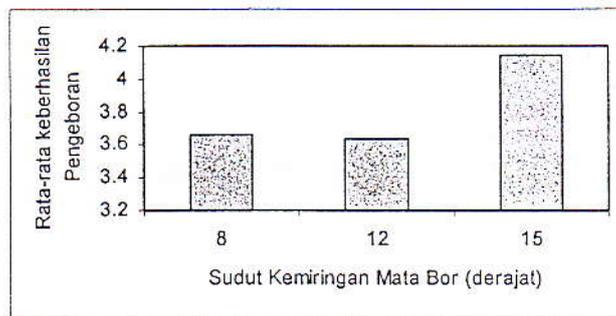 Rata-rata keberhasilan
Pengeboran
4.2
4
3.8
3.6
3.4
3.2
8 12 15
Sudut Kemiringan Mata Bor (derajat)